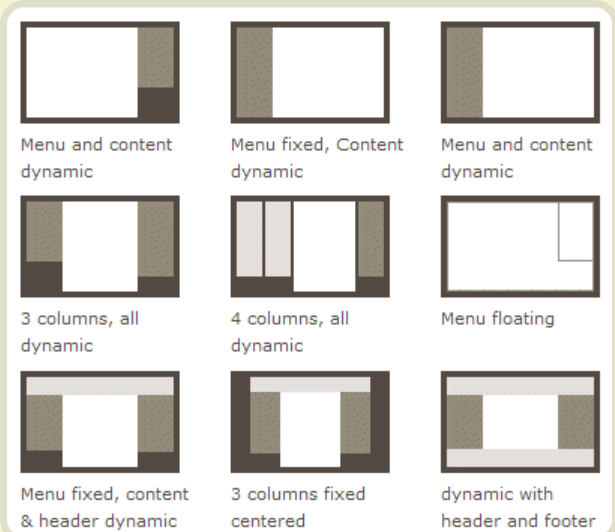 Menu and content
dynamic
Menu fixed, Content
dynamic
Menu and content
dynamic
3 columns, all
dynamic
4 columns, all
dynamic
Menu floating
Menu fixed, content
& header dynamic
3 columns fixed
centered
dynamic with
header and footer